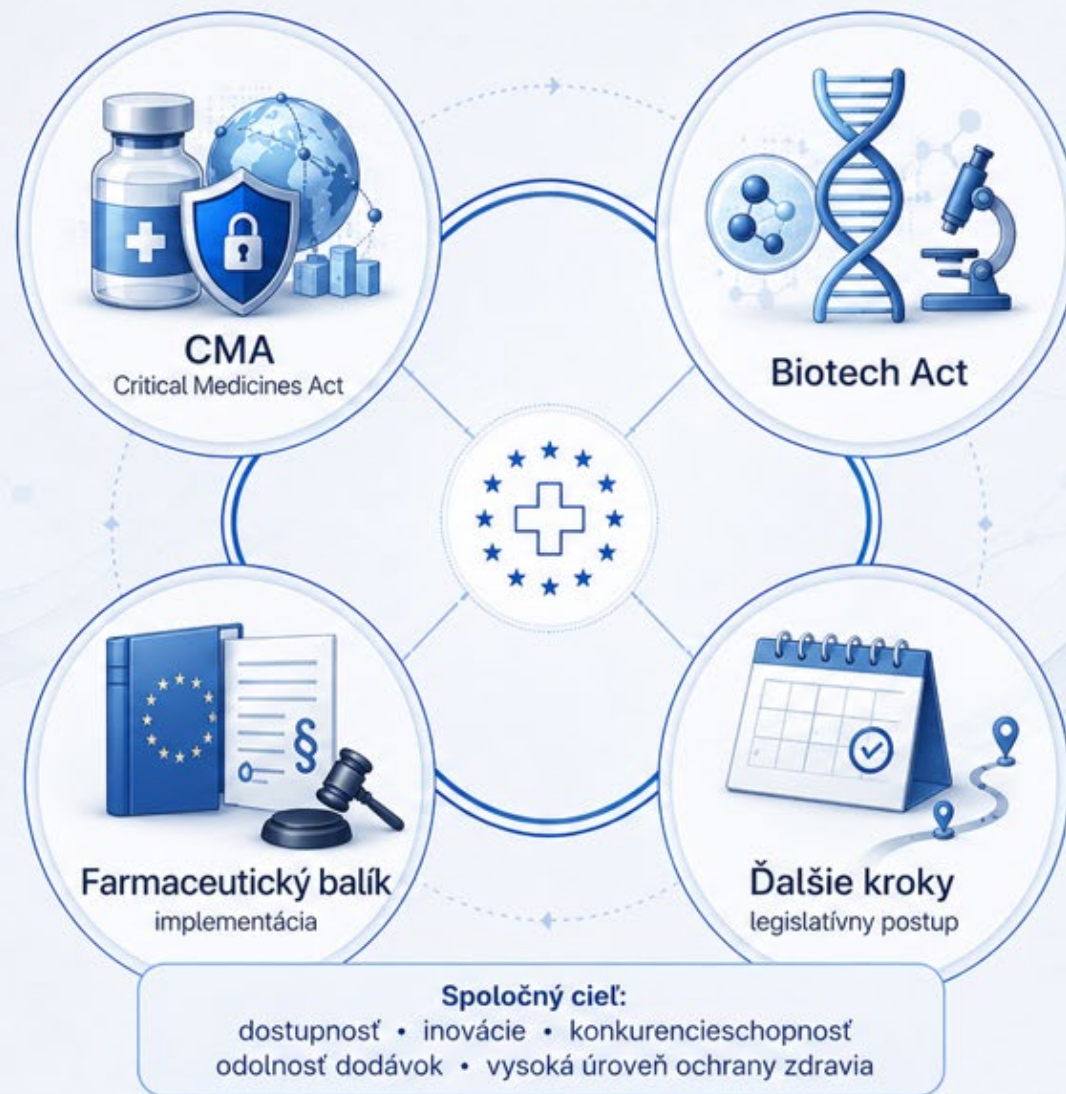 CMA
Critical Medicines Act
Biotech Act
§
Farmaceutický balík
implementácia
Ďalšie kroky
legislatívny postup
Spoločný cieľ:
dostupnosť • inovácie • konkurencieschopnosť
odolnosť dodávok • vysoká úroveň ochrany zdravia